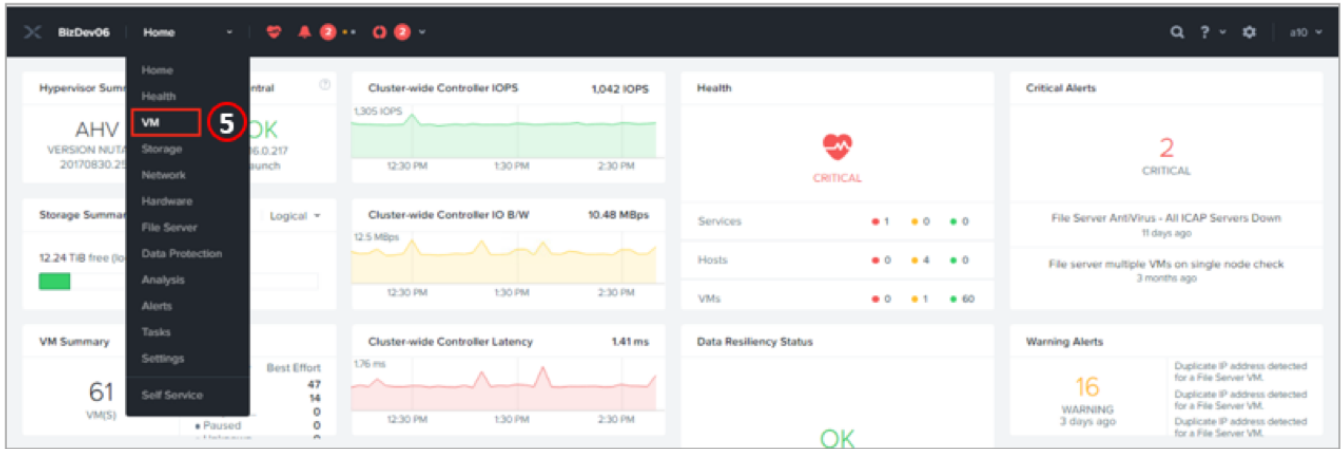 BizDev06 Home 2 2 ? a10
Home
Health
VM
5
Storage
Network
Hardware
File Server
Data Protection
Analysis
Alerts
Tasks
Settings
Self Service
Hypervisor Summ
AHV
VERSION NUTA
20170830.25
ntral
OK
16.0.217
aunch
Storage Summar
Logical
12.24 TiB free (lo
VM Summary
61
VM(S)
Best Effort
47
14
0
Paused 0
Cluster-wide Controller IOPS 1,042 IOPS
1,305 IOPS
12:30 PM 1:30 PM 2:30 PM
Cluster-wide Controller IO B/W 10.48 MBps
12.5 MBps
12:30 PM 1:30 PM 2:30 PM
Cluster-wide Controller Latency 1.41 ms
1.76 ms
12:30 PM 1:30 PM 2:30 PM
Health
CRITICAL
Services 1 0 0
Hosts 0 4 0
VMs 0 1 60
Data Resiliency Status
OK
Critical Alerts
2
CRITICAL
File Server AntiVirus - All ICAP Servers Down
11 days ago
File server multiple VMs on single node check
3 months ago
Warning Alerts
16
WARNING
3 days ago
Duplicate IP address detected
for a File Server VM.
Duplicate IP address detected
for a File Server VM.
Duplicate IP address detected
for a File Server VM.